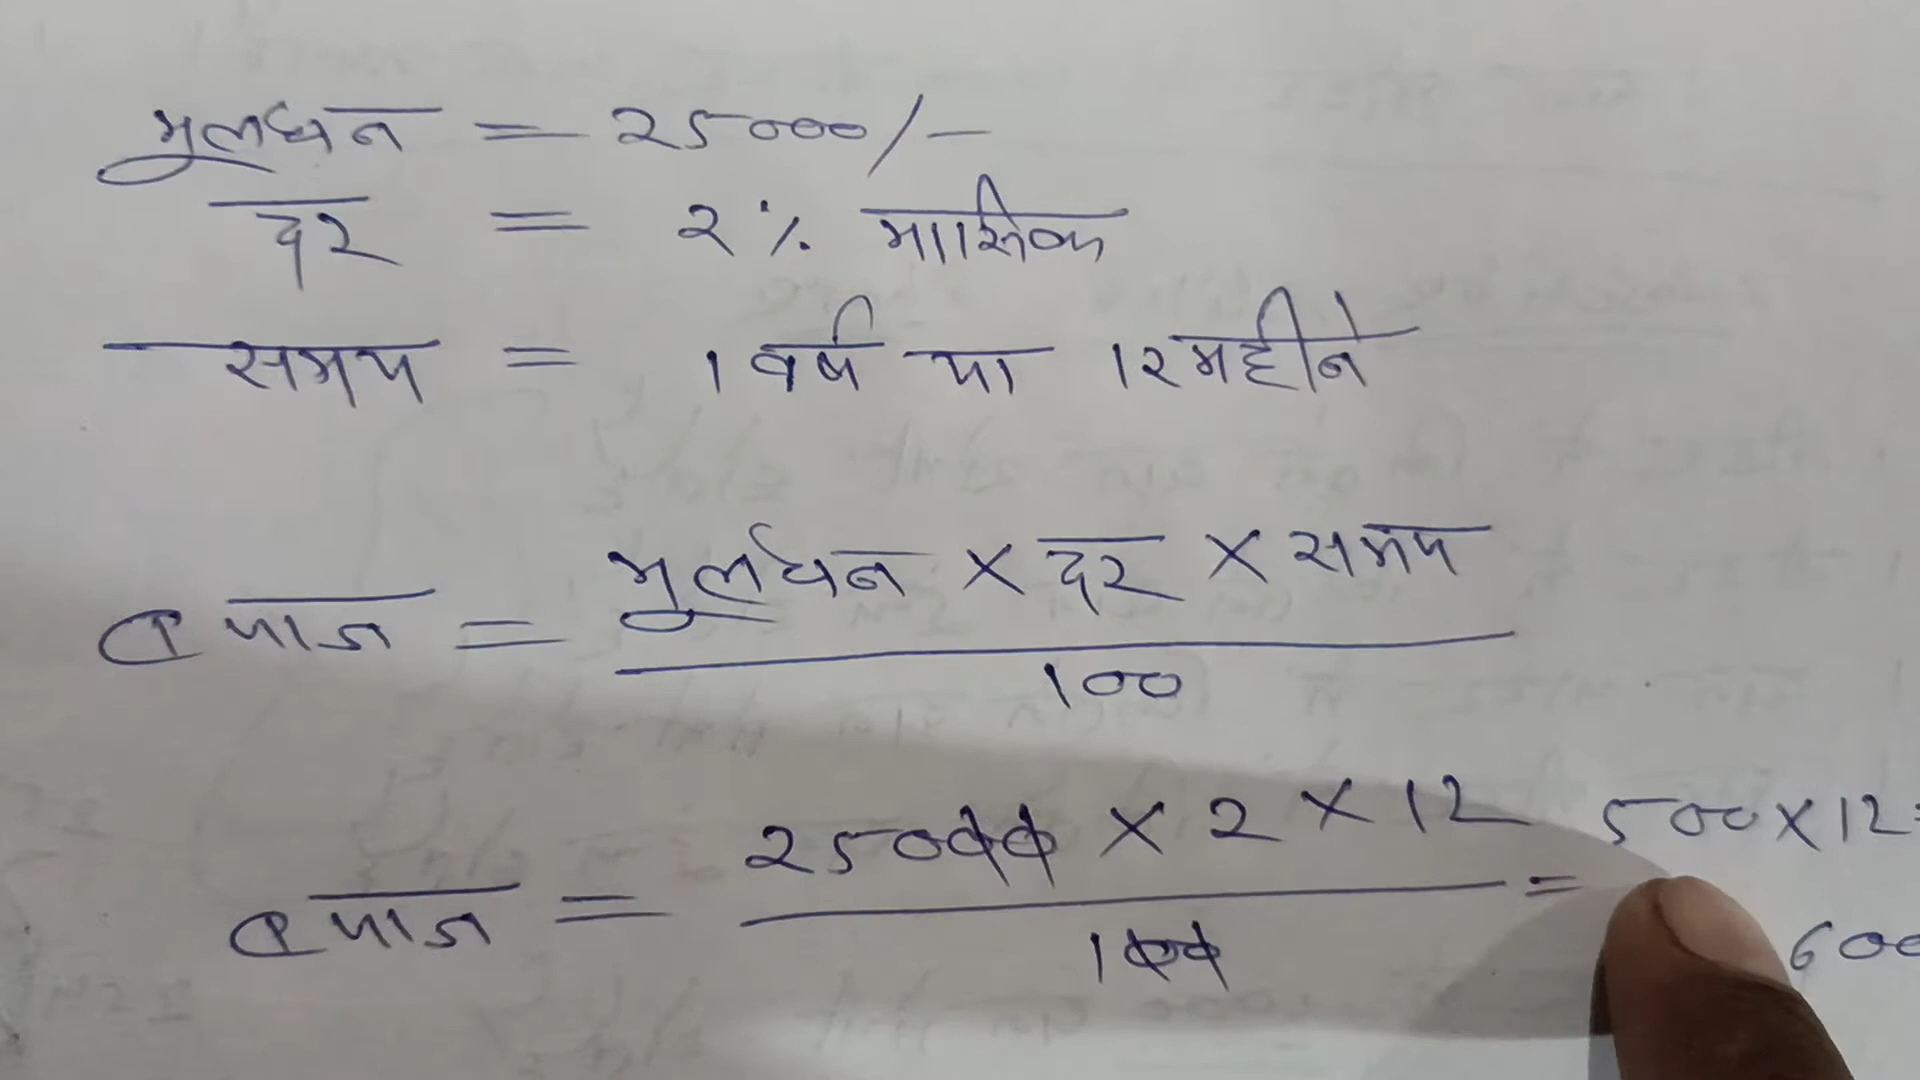 मुलधन = 25000/-
दर = 2% मासिक
समय = 1 वर्ष या 12 महीने
ब्याज = मुलधन × दर × समय
100
ब्याज = 25000 × 2 × 12 = 500 × 12 =
100
600